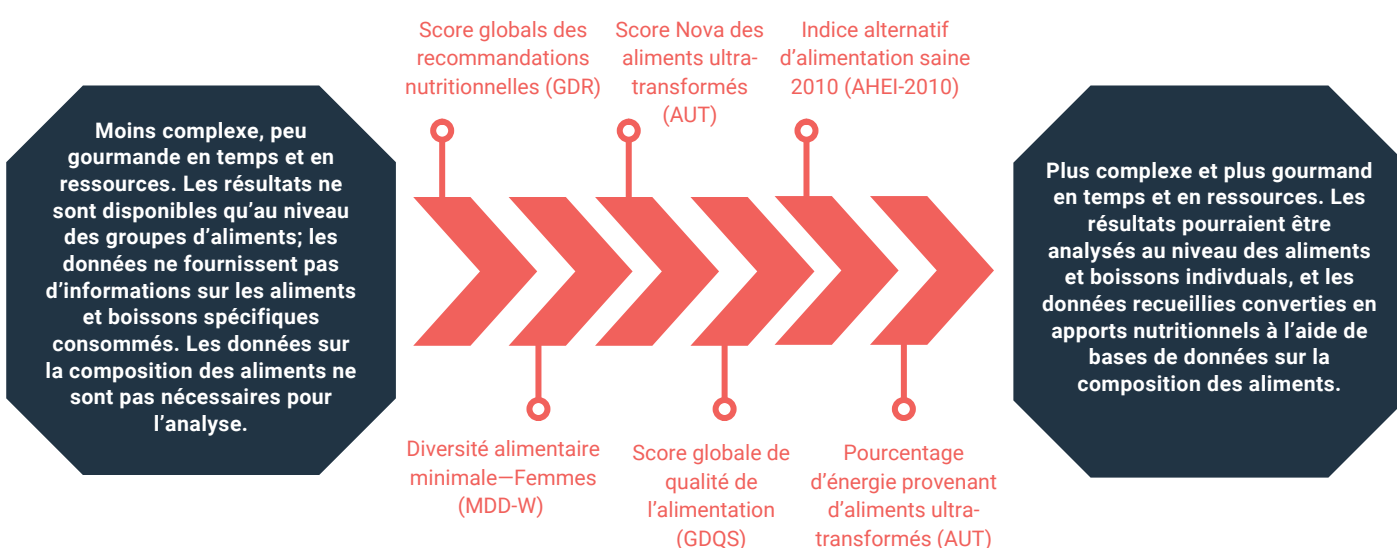 Score globals des
recommandations
nutritionnelles (GDR)
Score Nova des
aliments ultra-
transformés
(AUT)
Indice alternatif
d’alimentation saine
2010 (AHEI-2010)
Moins complexe, peu
gourmande en temps et en
ressources. Les résultats ne
sont disponibles qu’au niveau
des groupes d’aliments; les
données ne fournissent pas
d’informations sur les aliments
et boissons spécifiques
consommés. Les données sur
la composition des aliments ne
sont pas nécessaires pour
l’analyse.
Plus complexe et plus gourmand
en temps et en ressources. Les
résultats pourraient être
analysés au niveau des aliments
et boissons indivduals, et les
données recueillies converties en
apports nutritionnels à l’aide de
bases de données sur la
composition des aliments.
Diversité alimentaire
minimale—Femmes
(MDD-W)
Score globale de
qualité de
l’alimentation
(GDQS)
Pourcentage
d’énergie provenant
d’aliments ultra-
transformés (AUT)